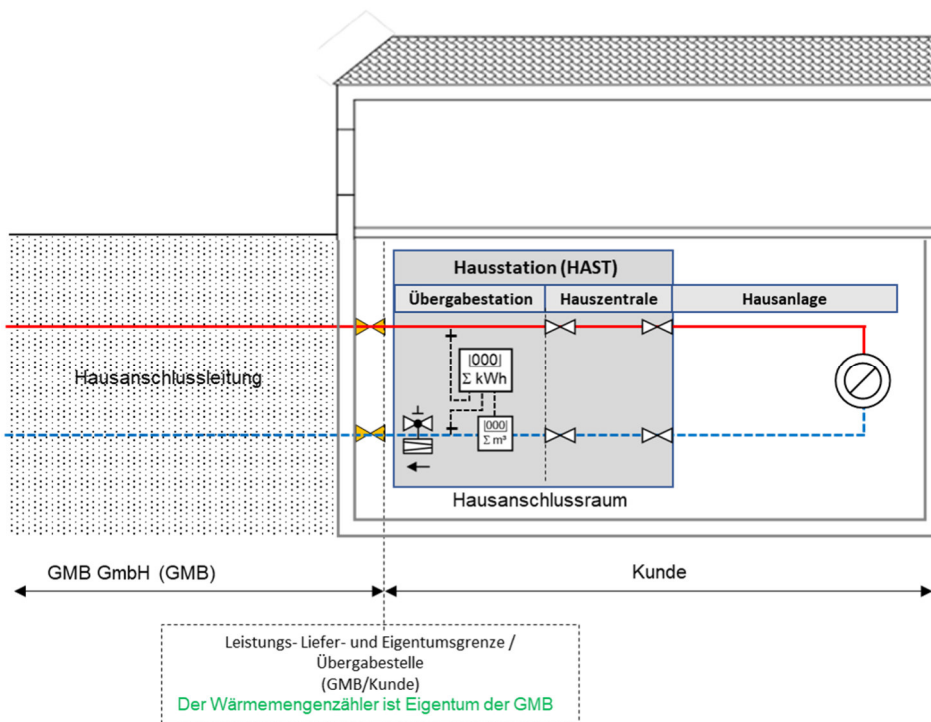 Hausstation (HAST)
Übergabestation
Hauszentrale
Hausanlage
Hausanschlussleitung
|000|
Σ kWh
|000|
Σ m³
Hausanschlussraum
GMB GmbH (GMB)
Kunde
Leistungs- Liefer- und Eigentumsgrenze /
Übergabestelle
(GMB/Kunde)
Der Wärmemengenzähler ist Eigentum der GMB